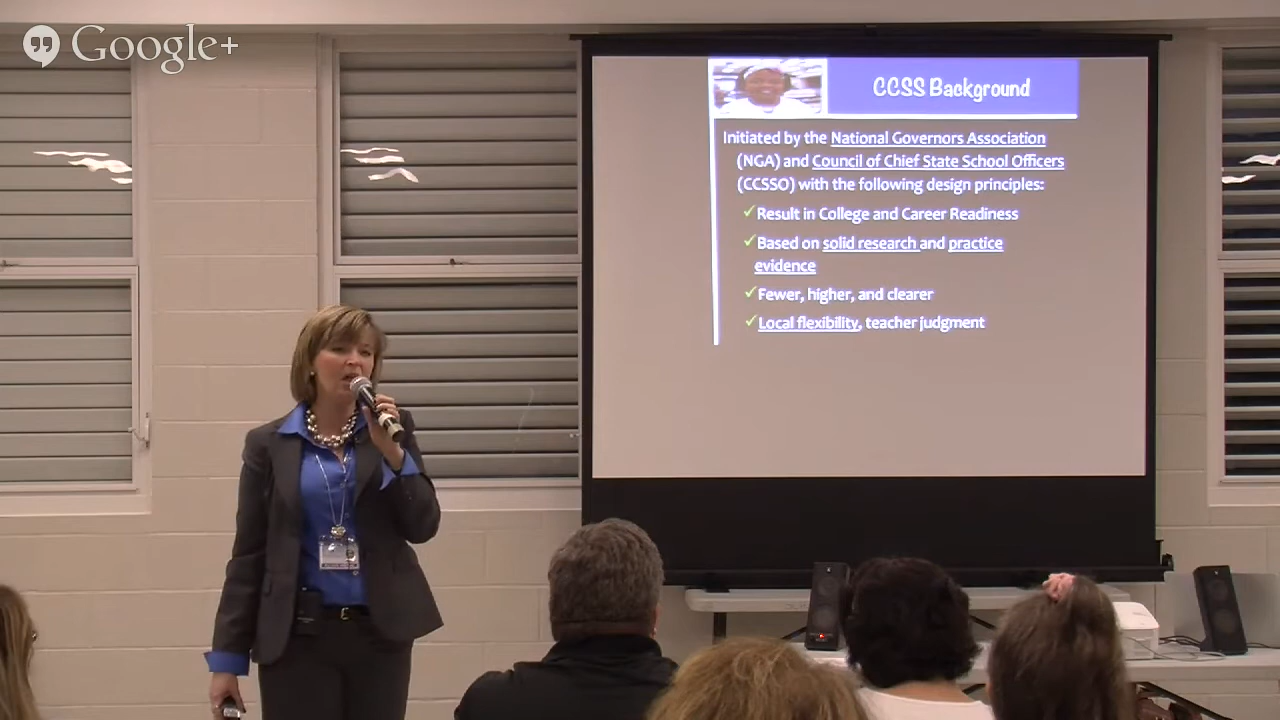 Google+
CCSS Background
Initiated by the National Governors Association
(NGA) and Council of Chief State School Officers
(CCSSO) with the following design principles:
Result in College and Career Readiness
Based on solid research and practice
evidence
Fewer, higher, and clearer
Local flexibility, teacher judgment